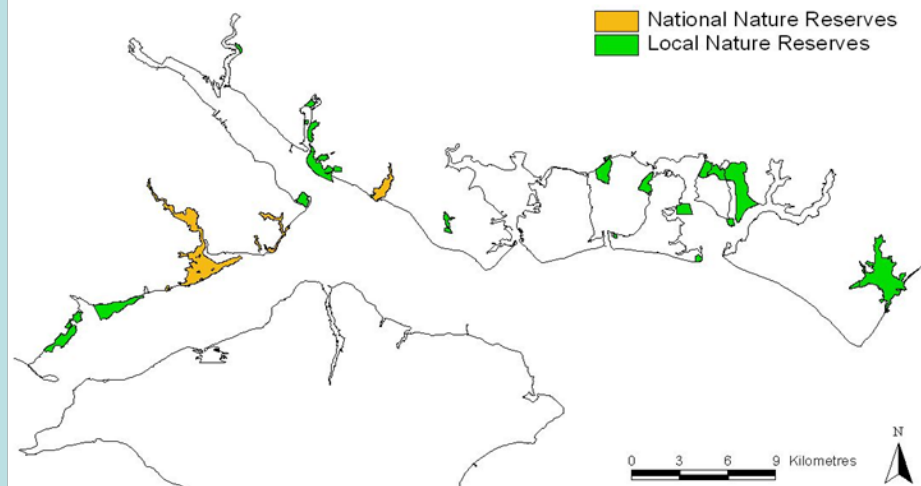 National Nature Reserves
Local Nature Reserves
N
0 3 6 9 Kilometres